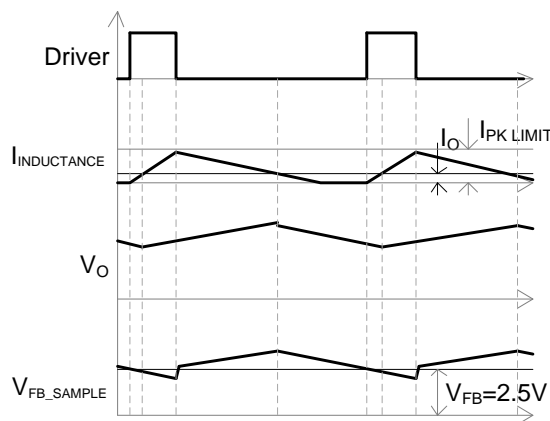 Driver
I_INDUCTANCE
I_O
I_PK LIMIT
V_O
V_FB_SAMPLE
V_FB=2.5V